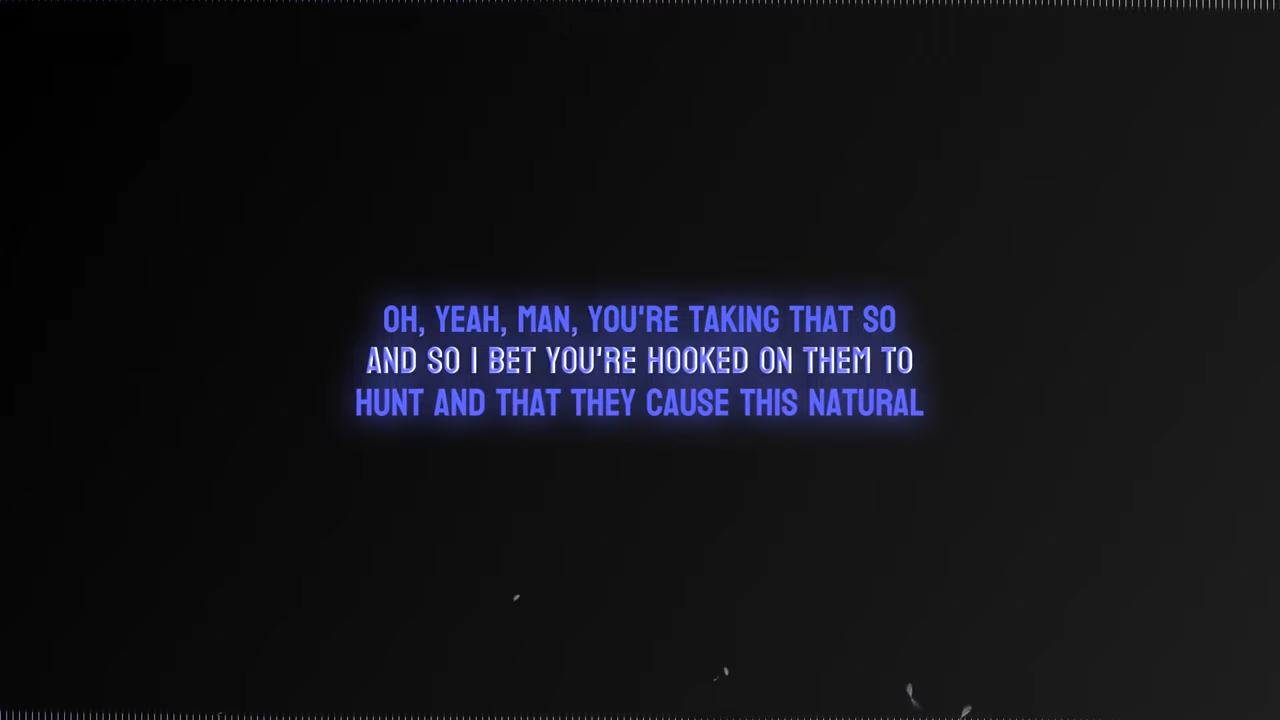 OH, YEAH, MAN, YOU'RE TAKING THAT SO
AND SO I BET YOU'RE HOOKED ON THEM TO
HUNT AND THAT THEY CAUSE THIS NATURAL